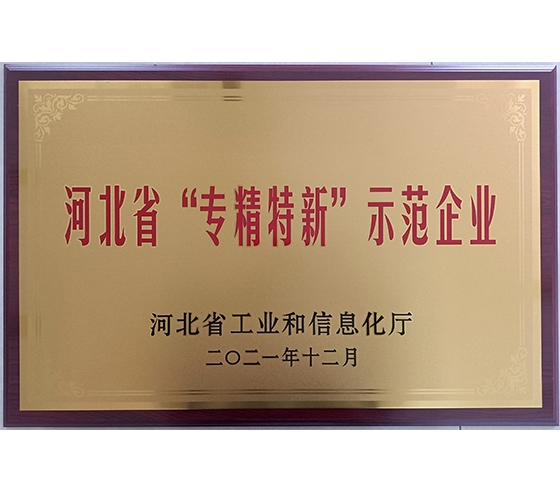 河北省“专精特新”示范企业
河北省工业和信息化厅
二〇二一年十二月